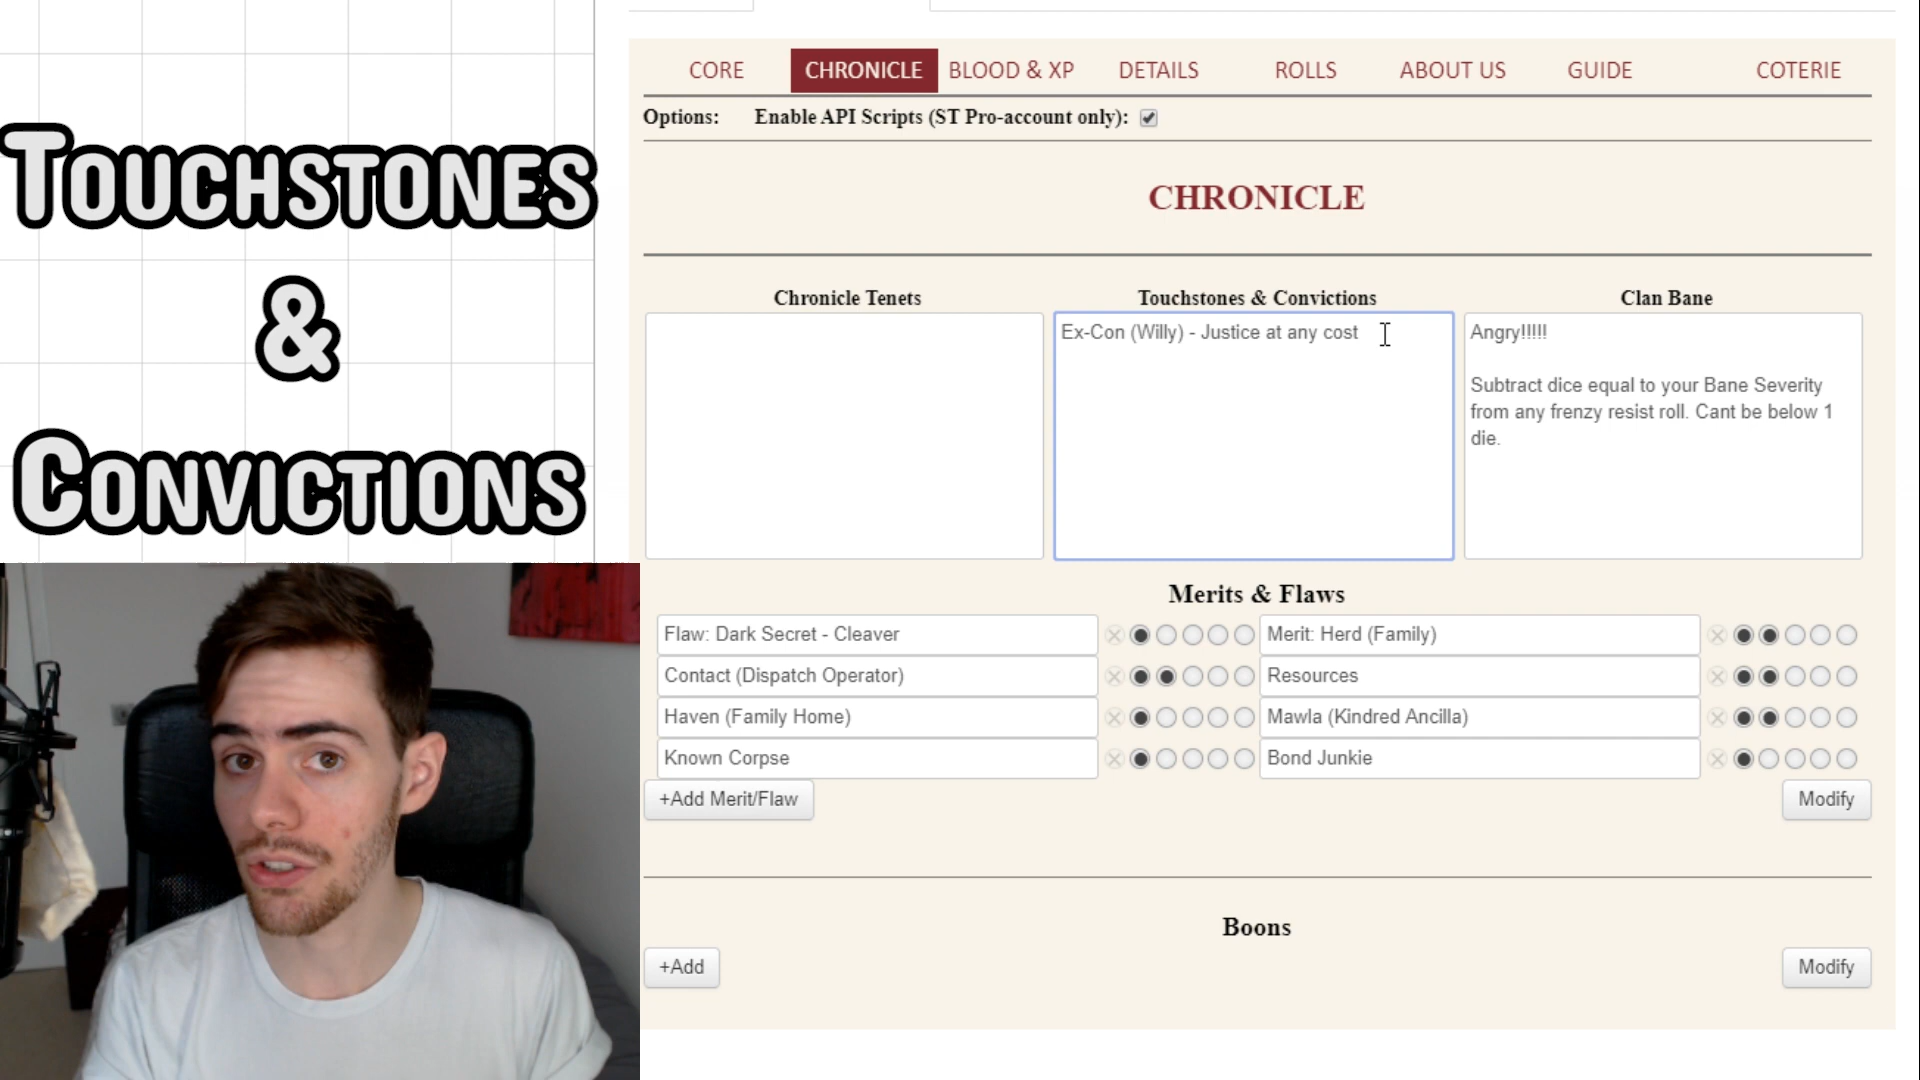 TOUCHSTONES
&
CONVICTIONS
CORE CHRONICLE BLOOD & XP DETAILS ROLLS ABOUT US GUIDE COTERIE
Options: Enable API Scripts (ST Pro-account only):
CHRONICLE
Chronicle Tenets
Touchstones & Convictions
Ex-Con (Willy) - Justice at any cost
Clan Bane
Angry!!!!!
Subtract dice equal to your Bane Severity
from any frenzy resist roll. Cant be below 1
die.
Merits & Flaws
Flaw: Dark Secret - Cleaver
Merit: Herd (Family)
Contact (Dispatch Operator)
Resources
Haven (Family Home)
Mawla (Kindred Ancilla)
Known Corpse
Bond Junkie
+Add Merit/Flaw
Modify
Boons
+Add
Modify